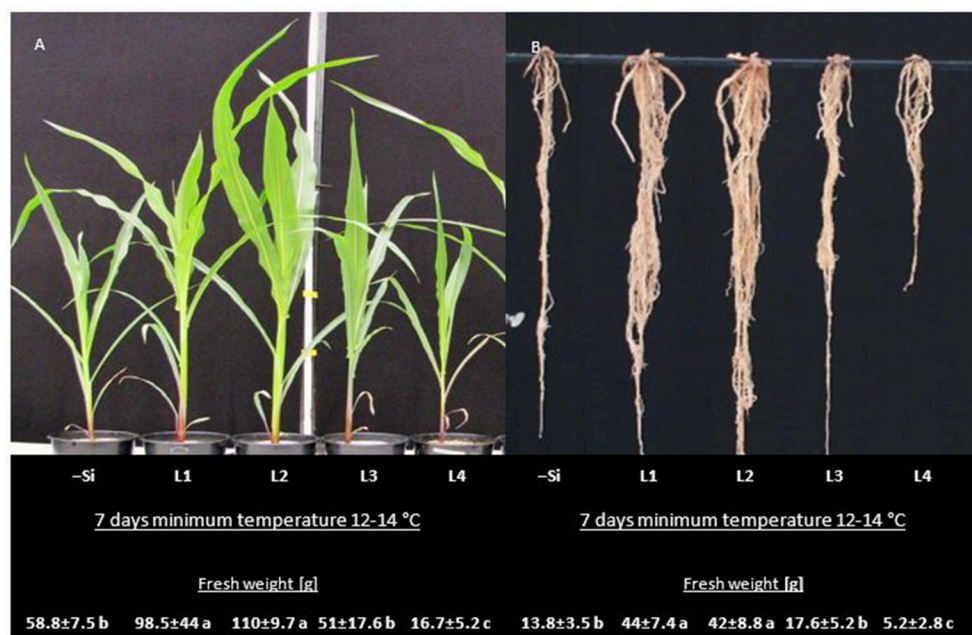 A
B
–Si L1 L2 L3 L4
–Si L1 L2 L3 L4
7 days minimum temperature 12-14 °C
7 days minimum temperature 12-14 °C
Fresh weight [g]
Fresh weight [g]
58.8±7.5 b 98.5±44 a 110±9.7 a 51±17.6 b 16.7±5.2 c
13.8±3.5 b 44±7.4 a 42±8.8 a 17.6±5.2 b 5.2±2.8 c